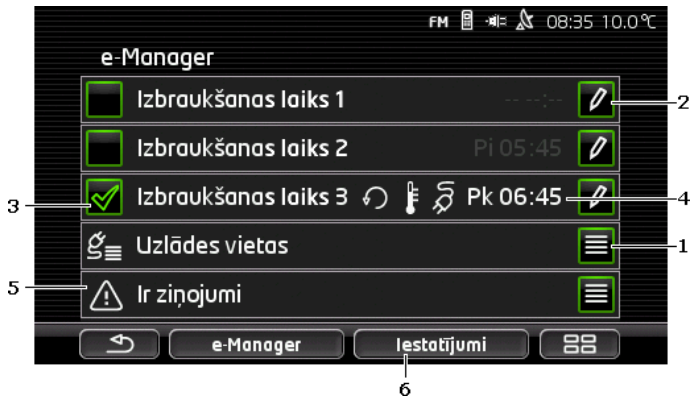 FM 08:35 10.0°C
e-Manager
Izbraukšanas laiks 1 -- --:-- 2
Izbraukšanas laiks 2 Pi 05:45
3 Izbraukšanas laiks 3 Pk 06:45 4
Uzlādes vietas 1
5 Ir ziņojumi
e-Manager Iestatījumi
6